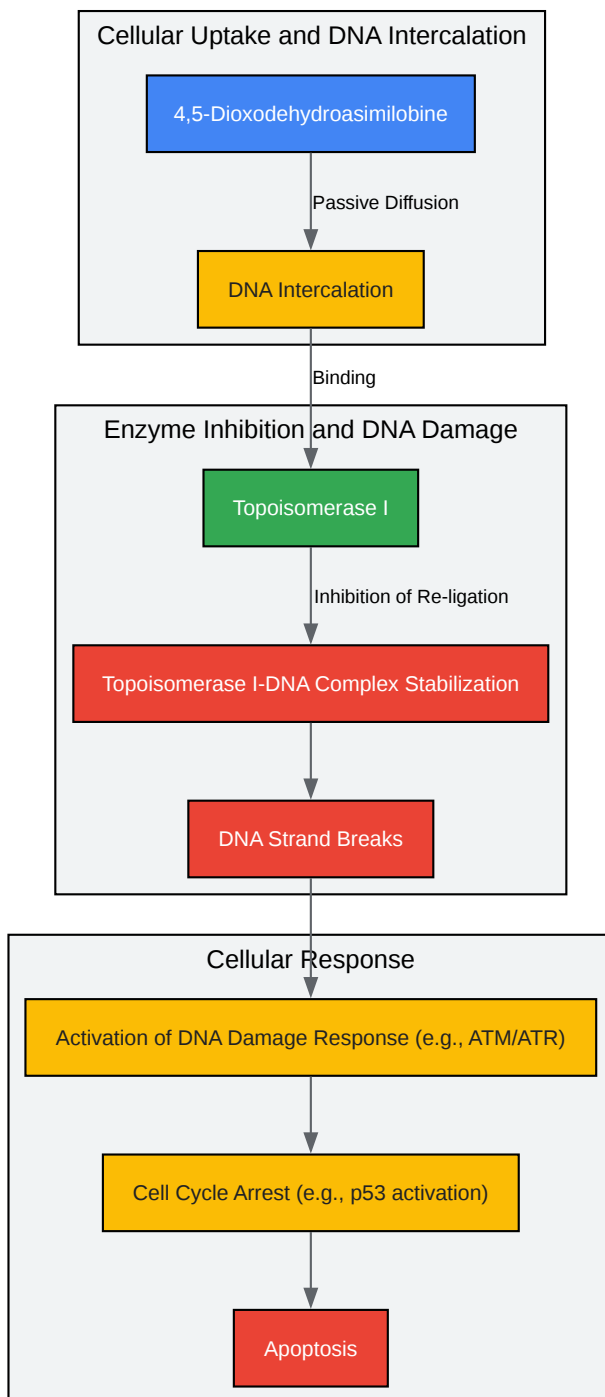 Cellular Uptake and DNA Intercalation
4,5-Dioxodehydroasimilobine
Passive Diffusion
DNA Intercalation
Binding
Enzyme Inhibition and DNA Damage
Topoisomerase I
Inhibition of Re-ligation
Topoisomerase I-DNA Complex Stabilization
DNA Strand Breaks
Cellular Response
Activation of DNA Damage Response (e.g., ATM/ATR)
Cell Cycle Arrest (e.g., p53 activation)
Apoptosis